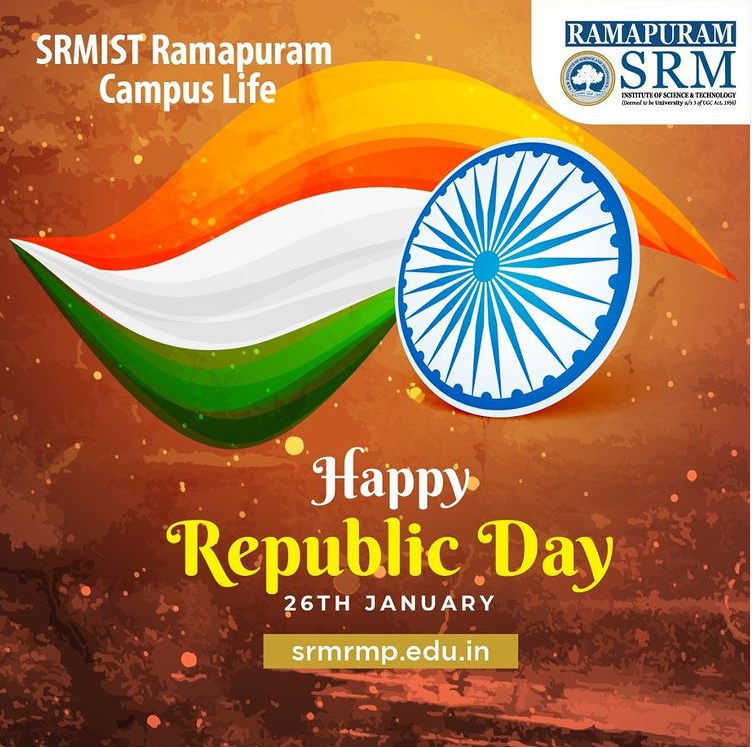 SRMIST Ramapuram
Campus Life
RAMAPURAM
SRM
INSTITUTE OF SCIENCE & TECHNOLOGY
(Deemed to be University u/s 3 of UGC Act, 1956)
Happy
Republic Day
26TH JANUARY
srmrmp.edu.in